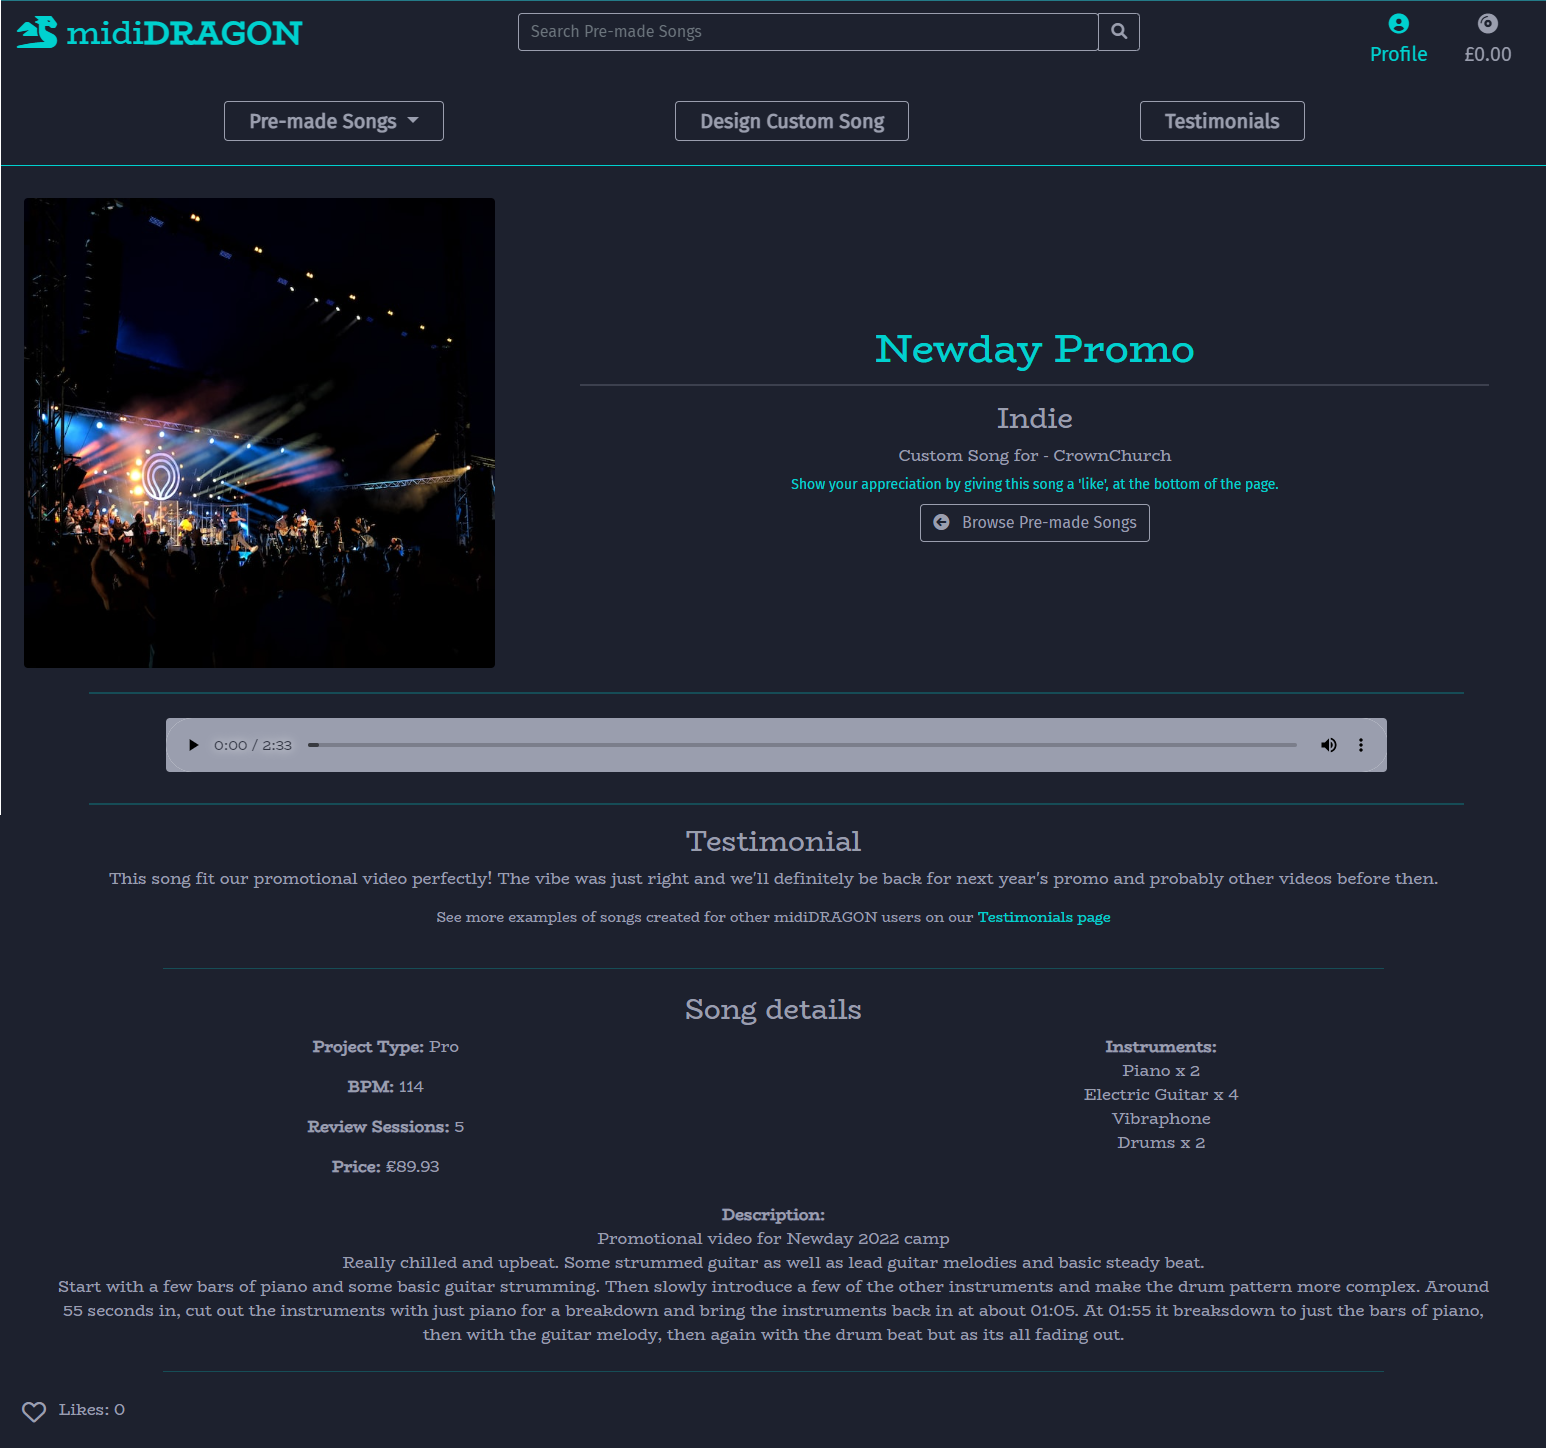 midiDRAGON
Search Pre-made Songs
Profile
£0.00
Pre-made Songs
Design Custom Song
Testimonials
Newday Promo
Indie
Custom Song for - CrownChurch
Show your appreciation by giving this song a 'like', at the bottom of the page.
Browse Pre-made Songs
0:00 / 2:33
Testimonial
This song fit our promotional video perfectly! The vibe was just right and we'll definitely be back for next year's promo and probably other videos before then.
See more examples of songs created for other midiDRAGON users on our Testimonials page
Song details
Project Type: Pro
BPM: 114
Review Sessions: 5
Price: £89.93
Instruments:
Piano x 2
Electric Guitar x 4
Vibraphone
Drums x 2
Description:
Promotional video for Newday 2022 camp
Really chilled and upbeat. Some strummed guitar as well as lead guitar melodies and basic steady beat.
Start with a few bars of piano and some basic guitar strumming. Then slowly introduce a few of the other instruments and make the drum pattern more complex. Around
55 seconds in, cut out the instruments with just piano for a breakdown and bring the instruments back in at about 01:05. At 01:55 it breaksdown to just the bars of piano,
then with the guitar melody, then again with the drum beat but as its all fading out.
Likes: 0